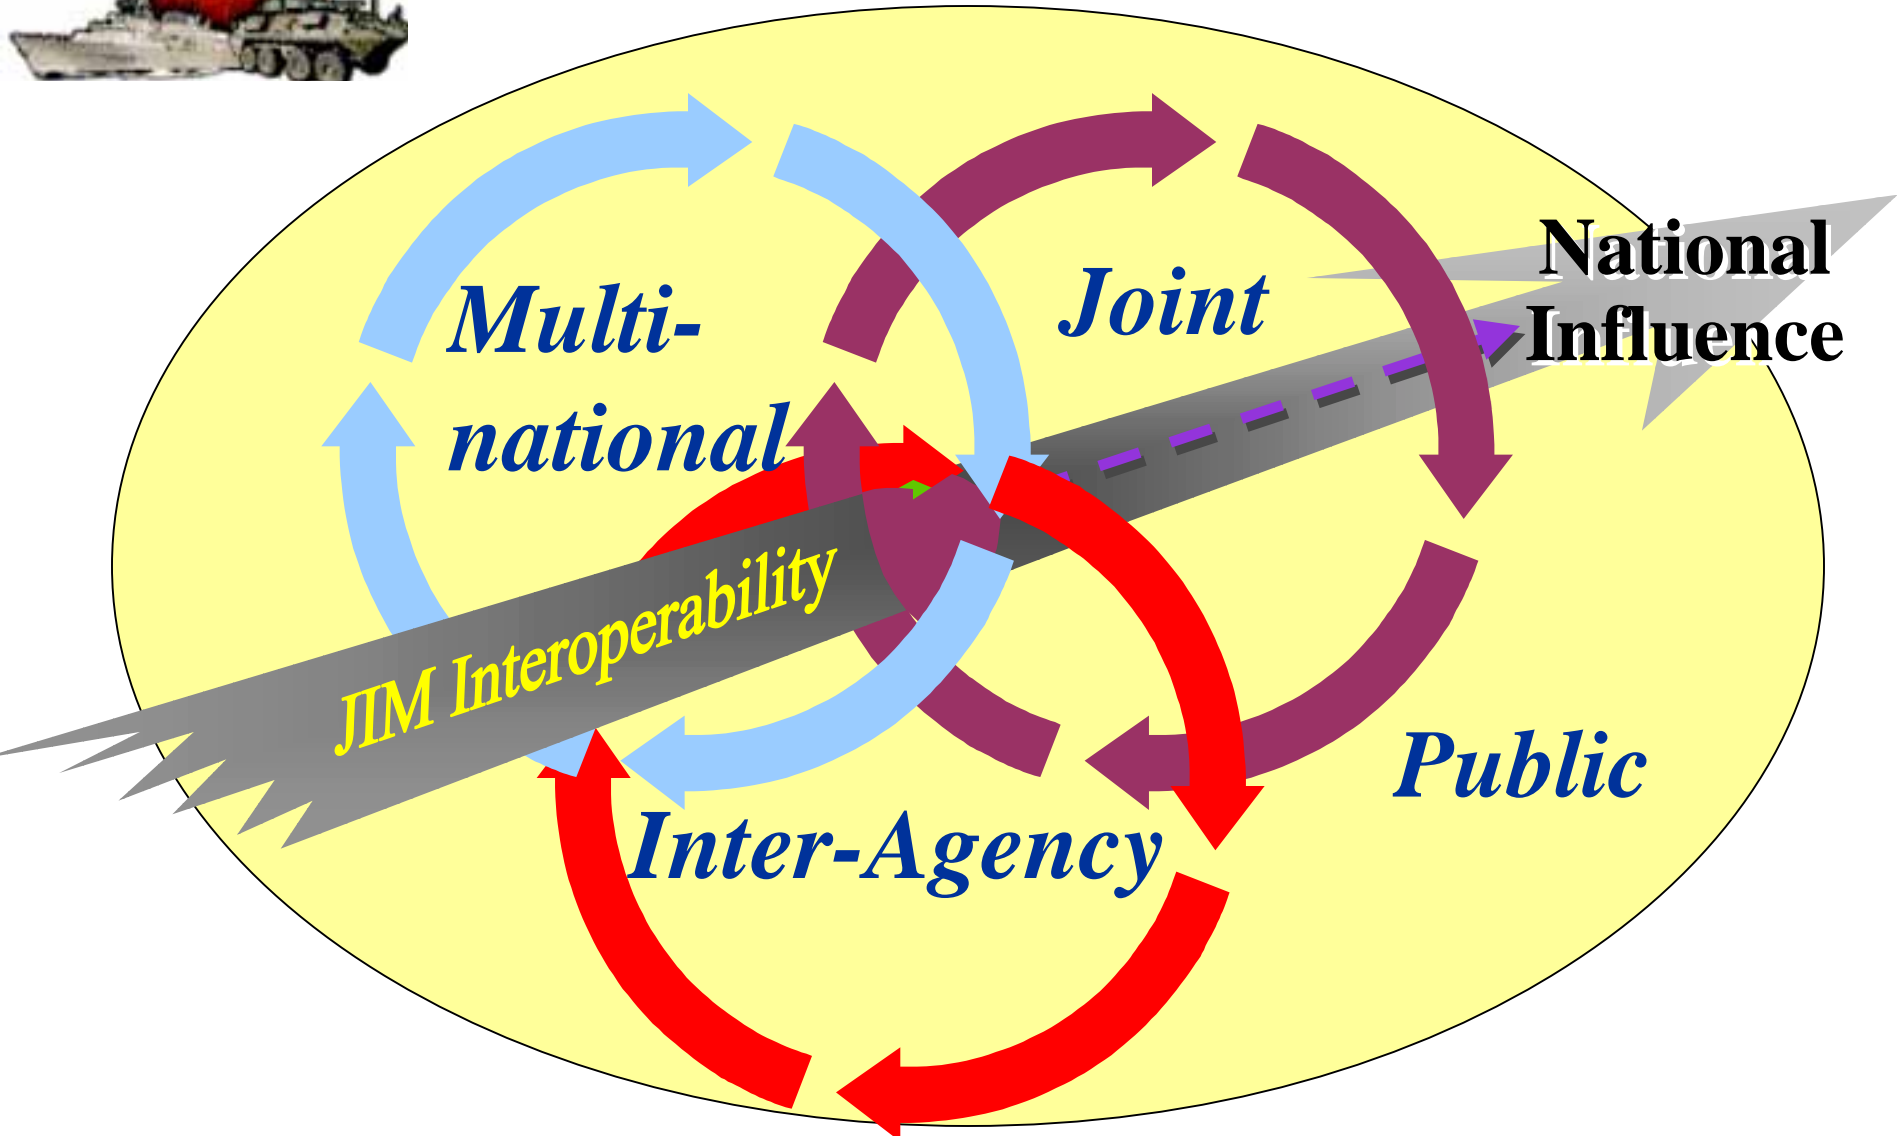 Multi-
national
Joint
National
Influence
JIM Interoperability
Public
Inter-Agency